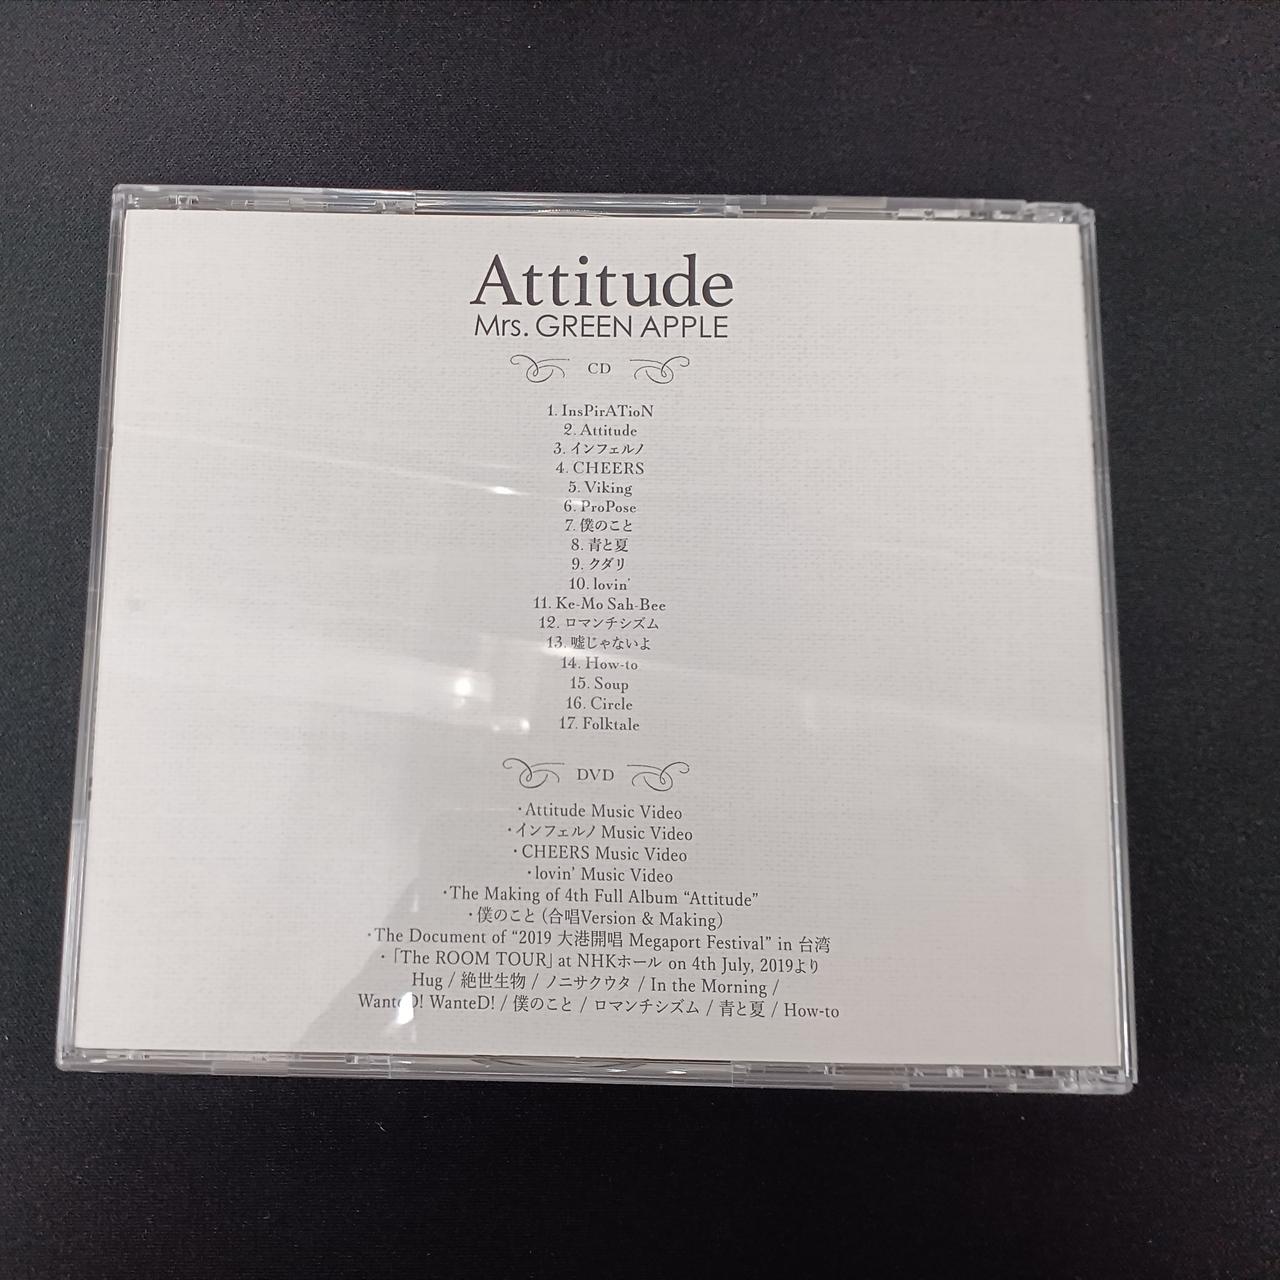 Attitude
Mrs. GREEN APPLE
CD
1. InsPirATioN
2. Attitude
3. インフェルノ
4. CHEERS
5. Viking
6. ProPose
7. 僕のこと
8. 青と夏
9. クダリ
10. lovin'
11. Ke-Mo Sah-Bee
12. ロマンチシズム
13. 嘘じゃないよ
14. How-to
15. Soup
16. Circle
17. Folktale
DVD
・Attitude Music Video
・インフェルノ Music Video
・CHEERS Music Video
・lovin' Music Video
・The Making of 4th Full Album “Attitude”
・僕のこと（合唱Version & Making）
・The Document of “2019 大港開唱 Megaport Festival” in 台湾
・「The ROOM TOUR」 at NHKホール on 4th July, 2019より
Hug / 絶世生物 / ノニサクウタ / In the Morning /
WanteD! WanteD! / 僕のこと / ロマンチシズム / 青と夏 / How-to